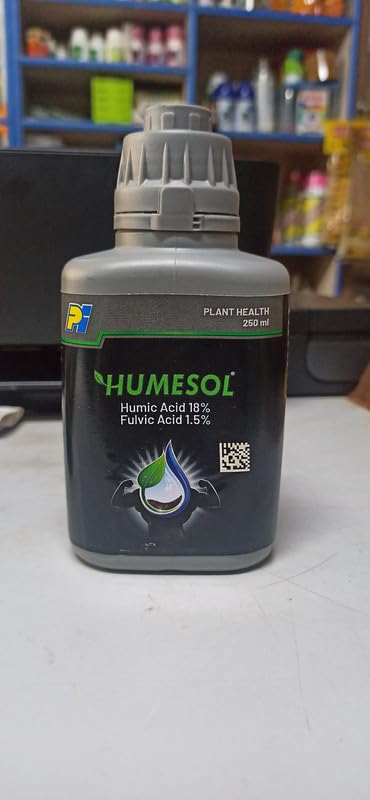 PI
PLANT HEALTH
250 ml
HUMESOL®
Humic Acid 18%
Fulvic Acid 1.5%